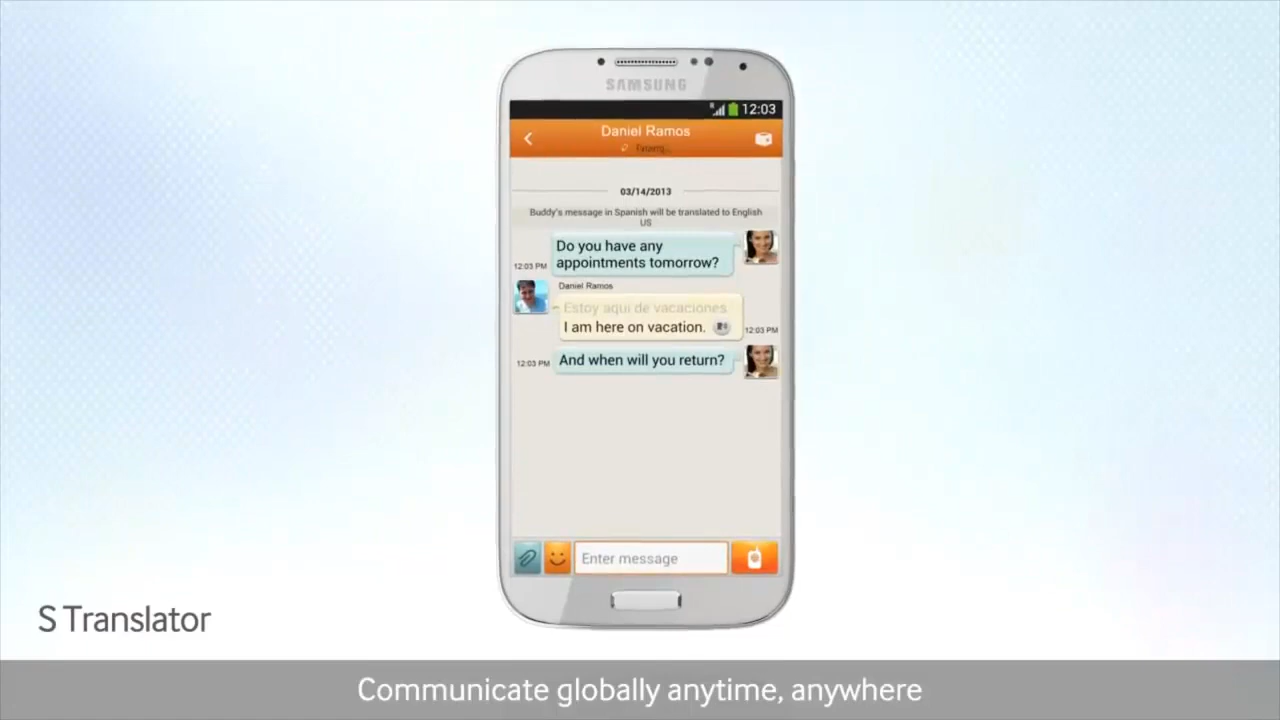 SAMSUNG
12:03
Daniel Ramos
Typing...
03/14/2013
Buddy's message in Spanish will be translated to English
US
Do you have any
appointments tomorrow?
12:03 PM
Daniel Ramos
Estoy aqui de vacaciones
I am here on vacation.
12:03 PM
And when will you return?
12:03 PM
Enter message
S Translator
Communicate globally anytime, anywhere